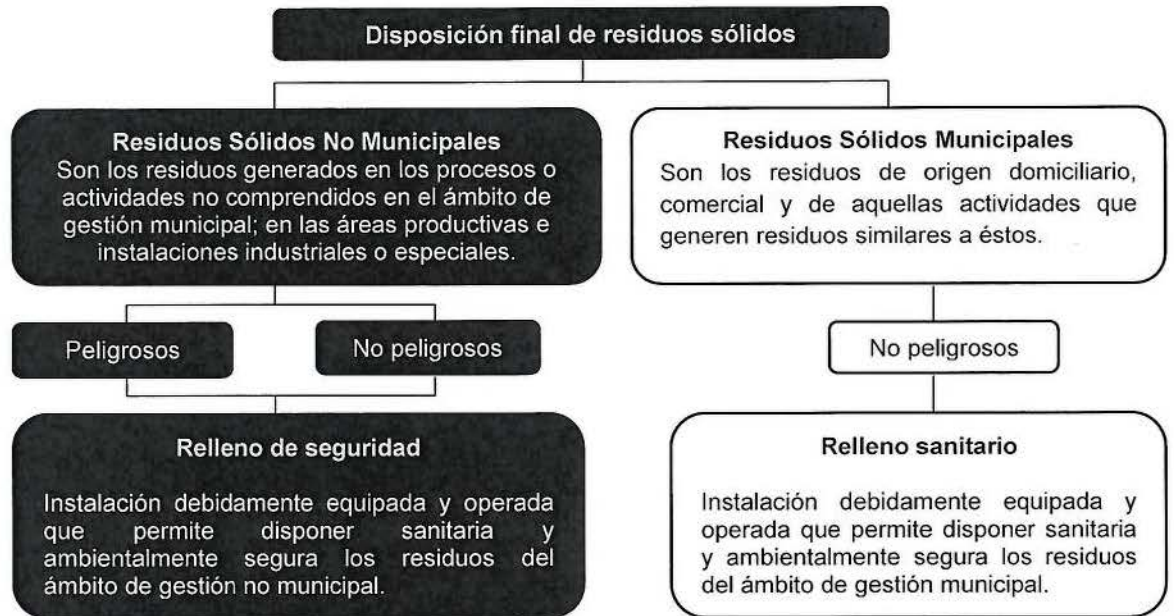 Disposición final de residuos sólidos
Residuos Sólidos No Municipales
Son los residuos generados en los procesos o
actividades no comprendidos en el ámbito de
gestión municipal; en las áreas productivas e
instalaciones industriales o especiales.
Residuos Sólidos Municipales
Son los residuos de origen domiciliario,
comercial y de aquellas actividades que
generen residuos similares a éstos.
Peligrosos
No peligrosos
No peligrosos
Relleno de seguridad
Instalación debidamente equipada y operada
que permite disponer sanitaria y
ambientalmente segura los residuos del
ámbito de gestión no municipal.
Relleno sanitario
Instalación debidamente equipada y
operada que permite disponer sanitaria
y ambientalmente segura los residuos
del ámbito de gestión municipal.